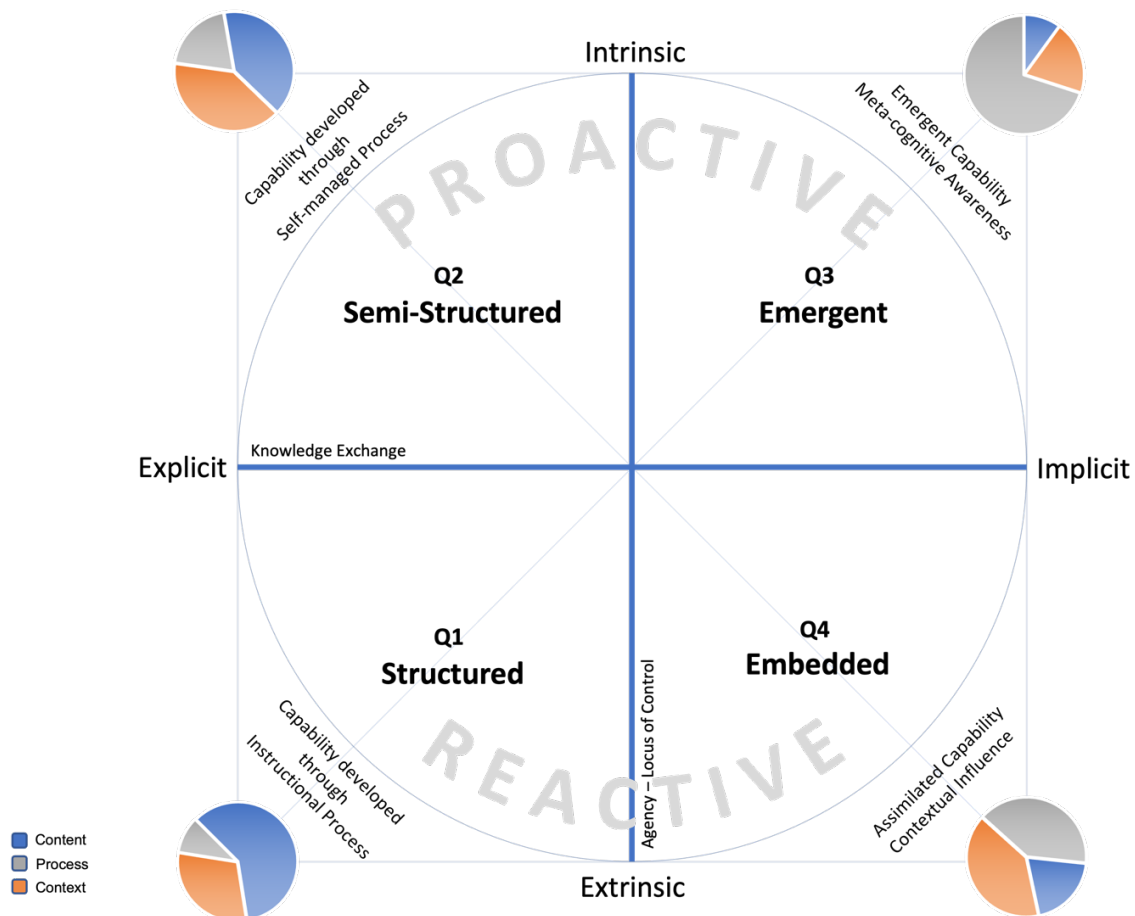 Intrinsic
Capability developed
through
Self-managed Process
Emergent Capability
Meta-cognitive Awareness
PROACTIVE
Q2
Semi-Structured
Q3
Emergent
Knowledge Exchange
Explicit
Implicit
Q1
Structured
Q4
Embedded
Agency – Locus of Control
REACTIVE
Capability developed
through
Instructional Process
Assimilated Capability
Contextual Influence
Content
Process
Context
Extrinsic